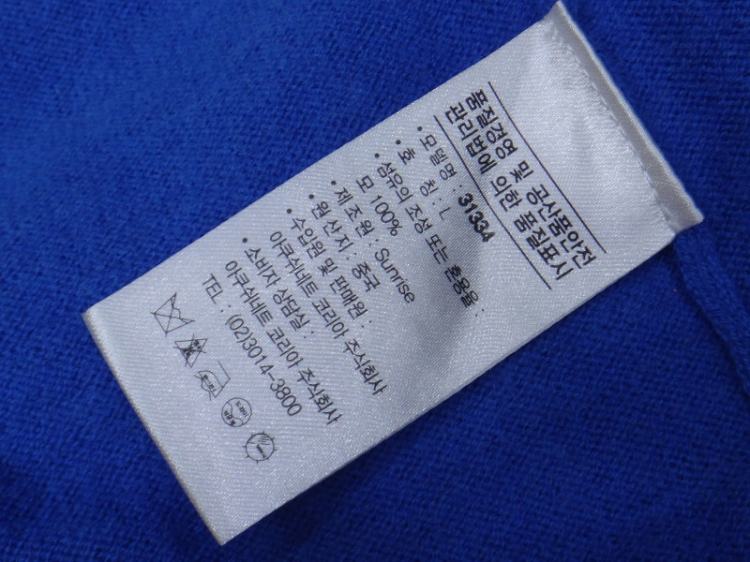 품질경영 및 공산품안전
관리법에 의한 품질표시
• 모델명 : 31334
• 호 칭 : L
• 섬유의 조성 또는 혼용율 :
모 100%
• 제 조 원 : Sunrise
• 원 산 지 : 중국
• 수입원 및 판매원 :
아쿠쉬네트 코리아 주식회사
• 소비자 상담실 :
아쿠쉬네트 코리아 주식회사
TEL : (02)3014-3800